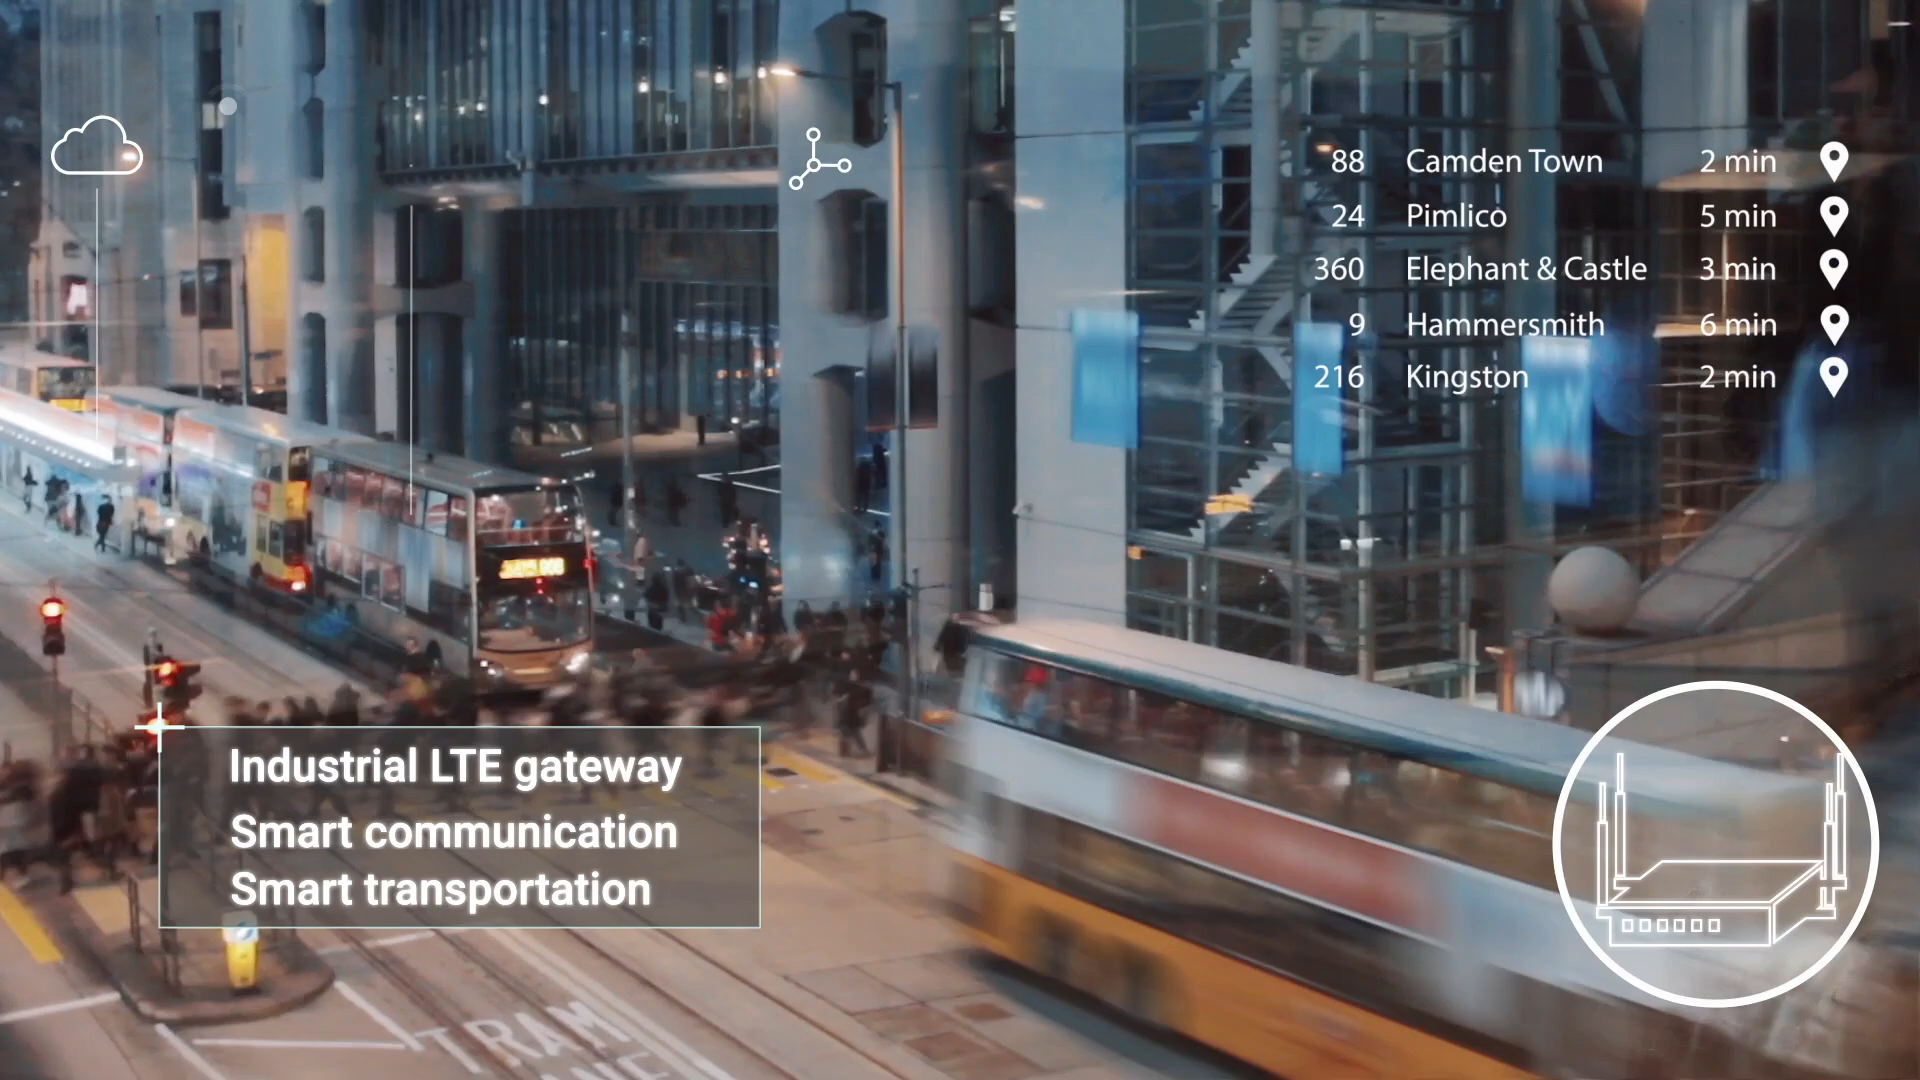 88 Camden Town 2 min
24 Pimlico 5 min
360 Elephant & Castle 3 min
9 Hammersmith 6 min
216 Kingston 2 min
Industrial LTE gateway
Smart communication
Smart transportation
TRAM